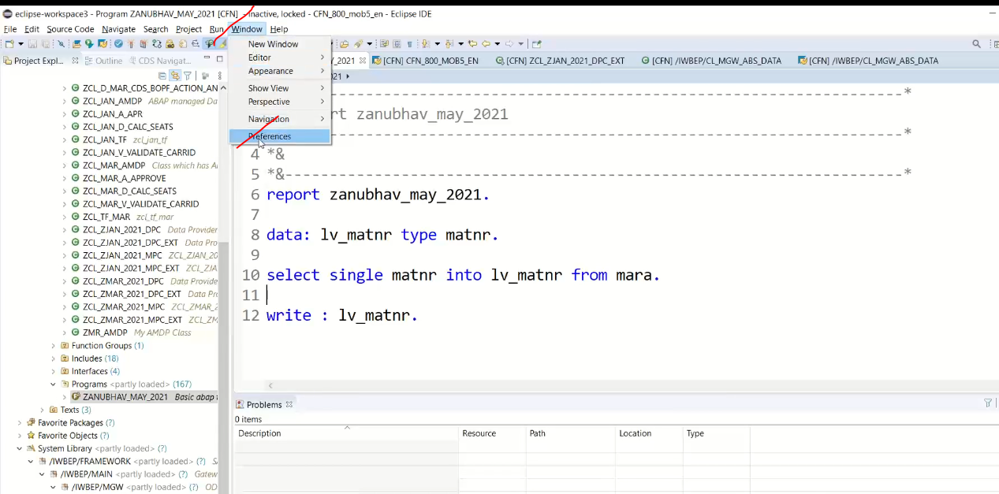 eclipse-workspace3 - Program ZANUBHAV_MAY_2021 [CFN] - Inactive, locked - CFN_800_mob5_en - Eclipse IDE
File Edit Source Code Navigate Search Project Run Window Help
Project Expl... Outline CDS Navigat...
ZCL_D_MAR_CDS_BOPF_ACTION_AN
ZCL_JAN_AMDP ABAP managed Da
ZCL_JAN_A_APR
ZCL_JAN_D_CALC_SEATS
ZCL_JAN_TF zcl_jan_tf
ZCL_JAN_V_VALIDATE_CARRID
ZCL_MAR_AMDP Class which has A
ZCL_MAR_A_APPROVE
ZCL_MAR_D_CALC_SEATS
ZCL_MAR_V_VALIDATE_CARRID
ZCL_TF_MAR zcl_tf_mar
ZCL_ZJAN_2021_DPC Data Provider
ZCL_ZJAN_2021_DPC_EXT Data Pro
ZCL_ZJAN_2021_MPC ZCL_ZJAN_20
ZCL_ZJAN_2021_MPC_EXT ZCL_ZJA
ZCL_ZMAR_2021_DPC Data Provide
ZCL_ZMAR_2021_DPC_EXT Data Pr
ZCL_ZMAR_2021_MPC ZCL_ZMAR_2
ZCL_ZMAR_2021_MPC_EXT ZCL_ZM
ZMR_AMDP My AMDP Class
Function Groups (1)
Includes (18)
Interfaces (4)
Programs <partly loaded> (167)
ZANUBHAV_MAY_2021 Basic abap t
Texts (3)
Favorite Packages (?)
Favorite Objects (?)
System Library <partly loaded> (?)
/IWBEP/FRAMEWORK <partly loaded> (?) S
/IWBEP/MAIN <partly loaded> (?) Gatew
/IWBEP/MGW <partly loaded> (?) OD
New Window
Editor
Appearance
Show View
Perspective
Navigation
Preferences
_2021 [CFN] CFN_800_MOB5_EN [CFN] ZCL_ZJAN_2021_DPC_EXT [CFN] /IWBEP/CL_MGW_ABS_DATA [CFN] /IWBEP/CL_MGW_ABS_DATA
021
----------------------------------------------------------------------*
rt zanubhav_may_2021
----------------------------------------------------------------------*
4 *&
5 *&---------------------------------------------------------------------*
6 report zanubhav_may_2021.
7
8 data: lv_matnr type matnr.
9
10 select single matnr into lv_matnr from mara.
11
12 write : lv_matnr.
Problems
0 items
Description Resource Path Location Type